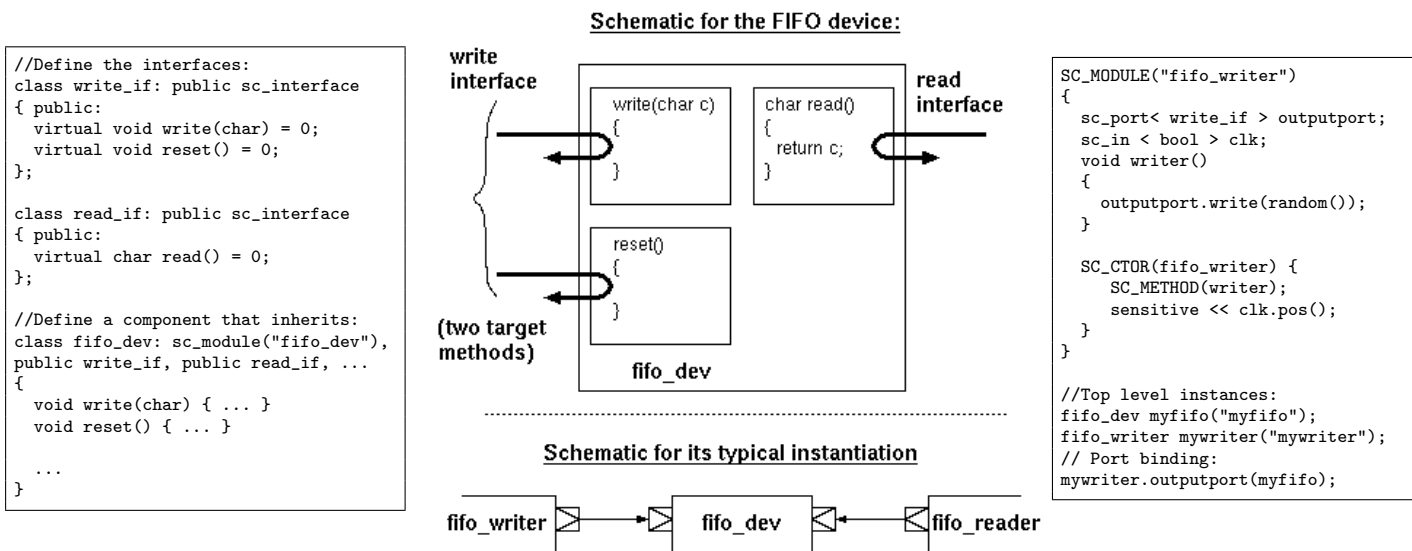 Schematic for the FIFO device:
//Define the interfaces:
class write_if: public sc_interface
{ public:
  virtual void write(char) = 0;
  virtual void reset() = 0;
};

class read_if: public sc_interface
{ public:
  virtual char read() = 0;
};

//Define a component that inherits:
class fifo_dev: sc_module("fifo_dev"),
public write_if, public read_if, ...
{
  void write(char) { ... }
  void reset() { ... }

  ...
}
write
interface
write(char c)
{
}
char read()
{
  return c;
}
read
interface
reset()
{
}
(two target
methods)
fifo_dev
Schematic for its typical instantiation
fifo_writer
fifo_dev
fifo_reader
SC_MODULE("fifo_writer")
{
  sc_port< write_if > outputport;
  sc_in < bool > clk;
  void writer()
  {
    outputport.write(random());
  }

  SC_CTOR(fifo_writer) {
     SC_METHOD(writer);
     sensitive << clk.pos();
  }
}

//Top level instances:
fifo_dev myfifo("myfifo");
fifo_writer mywriter("mywriter");
// Port binding:
mywriter.outputport(myfifo);